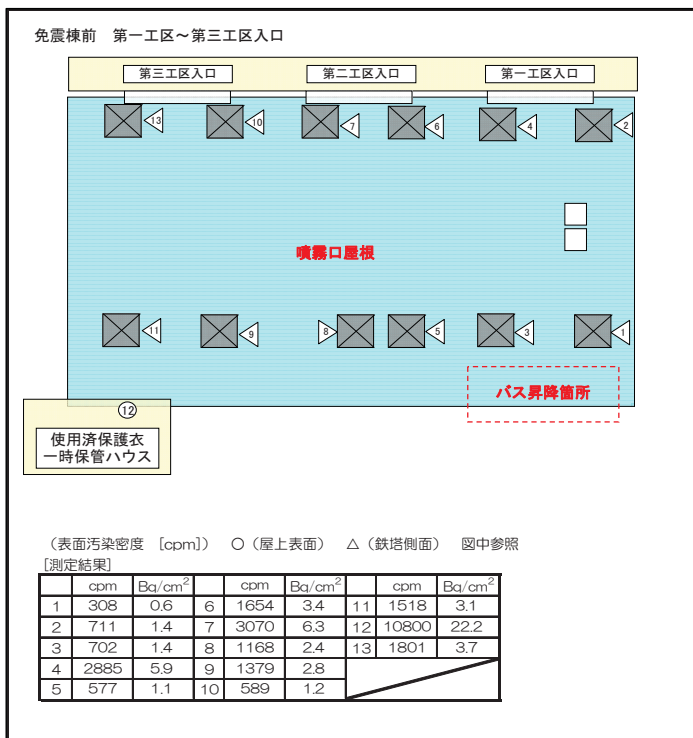 免震棟前 第一工区～第三工区入口
第三工区入口 第二工区入口 第一工区入口
13 10 7 6 4 2
噴霧口屋根
11 9 8 5 3 1
バス昇降箇所
12
使用済保護衣
一時保管ハウス
（表面汚染密度 [cpm]） ○（屋上表面） △（鉄塔側面） 図中参照
[測定結果]
cpm Bq/cm² cpm Bq/cm² cpm Bq/cm²
1 308 0.6 6 1654 3.4 11 1518 3.1
2 711 1.4 7 3070 6.3 12 10800 22.2
3 702 1.4 8 1168 2.4 13 1801 3.7
4 2885 5.9 9 1379 2.8
5 577 1.1 10 589 1.2